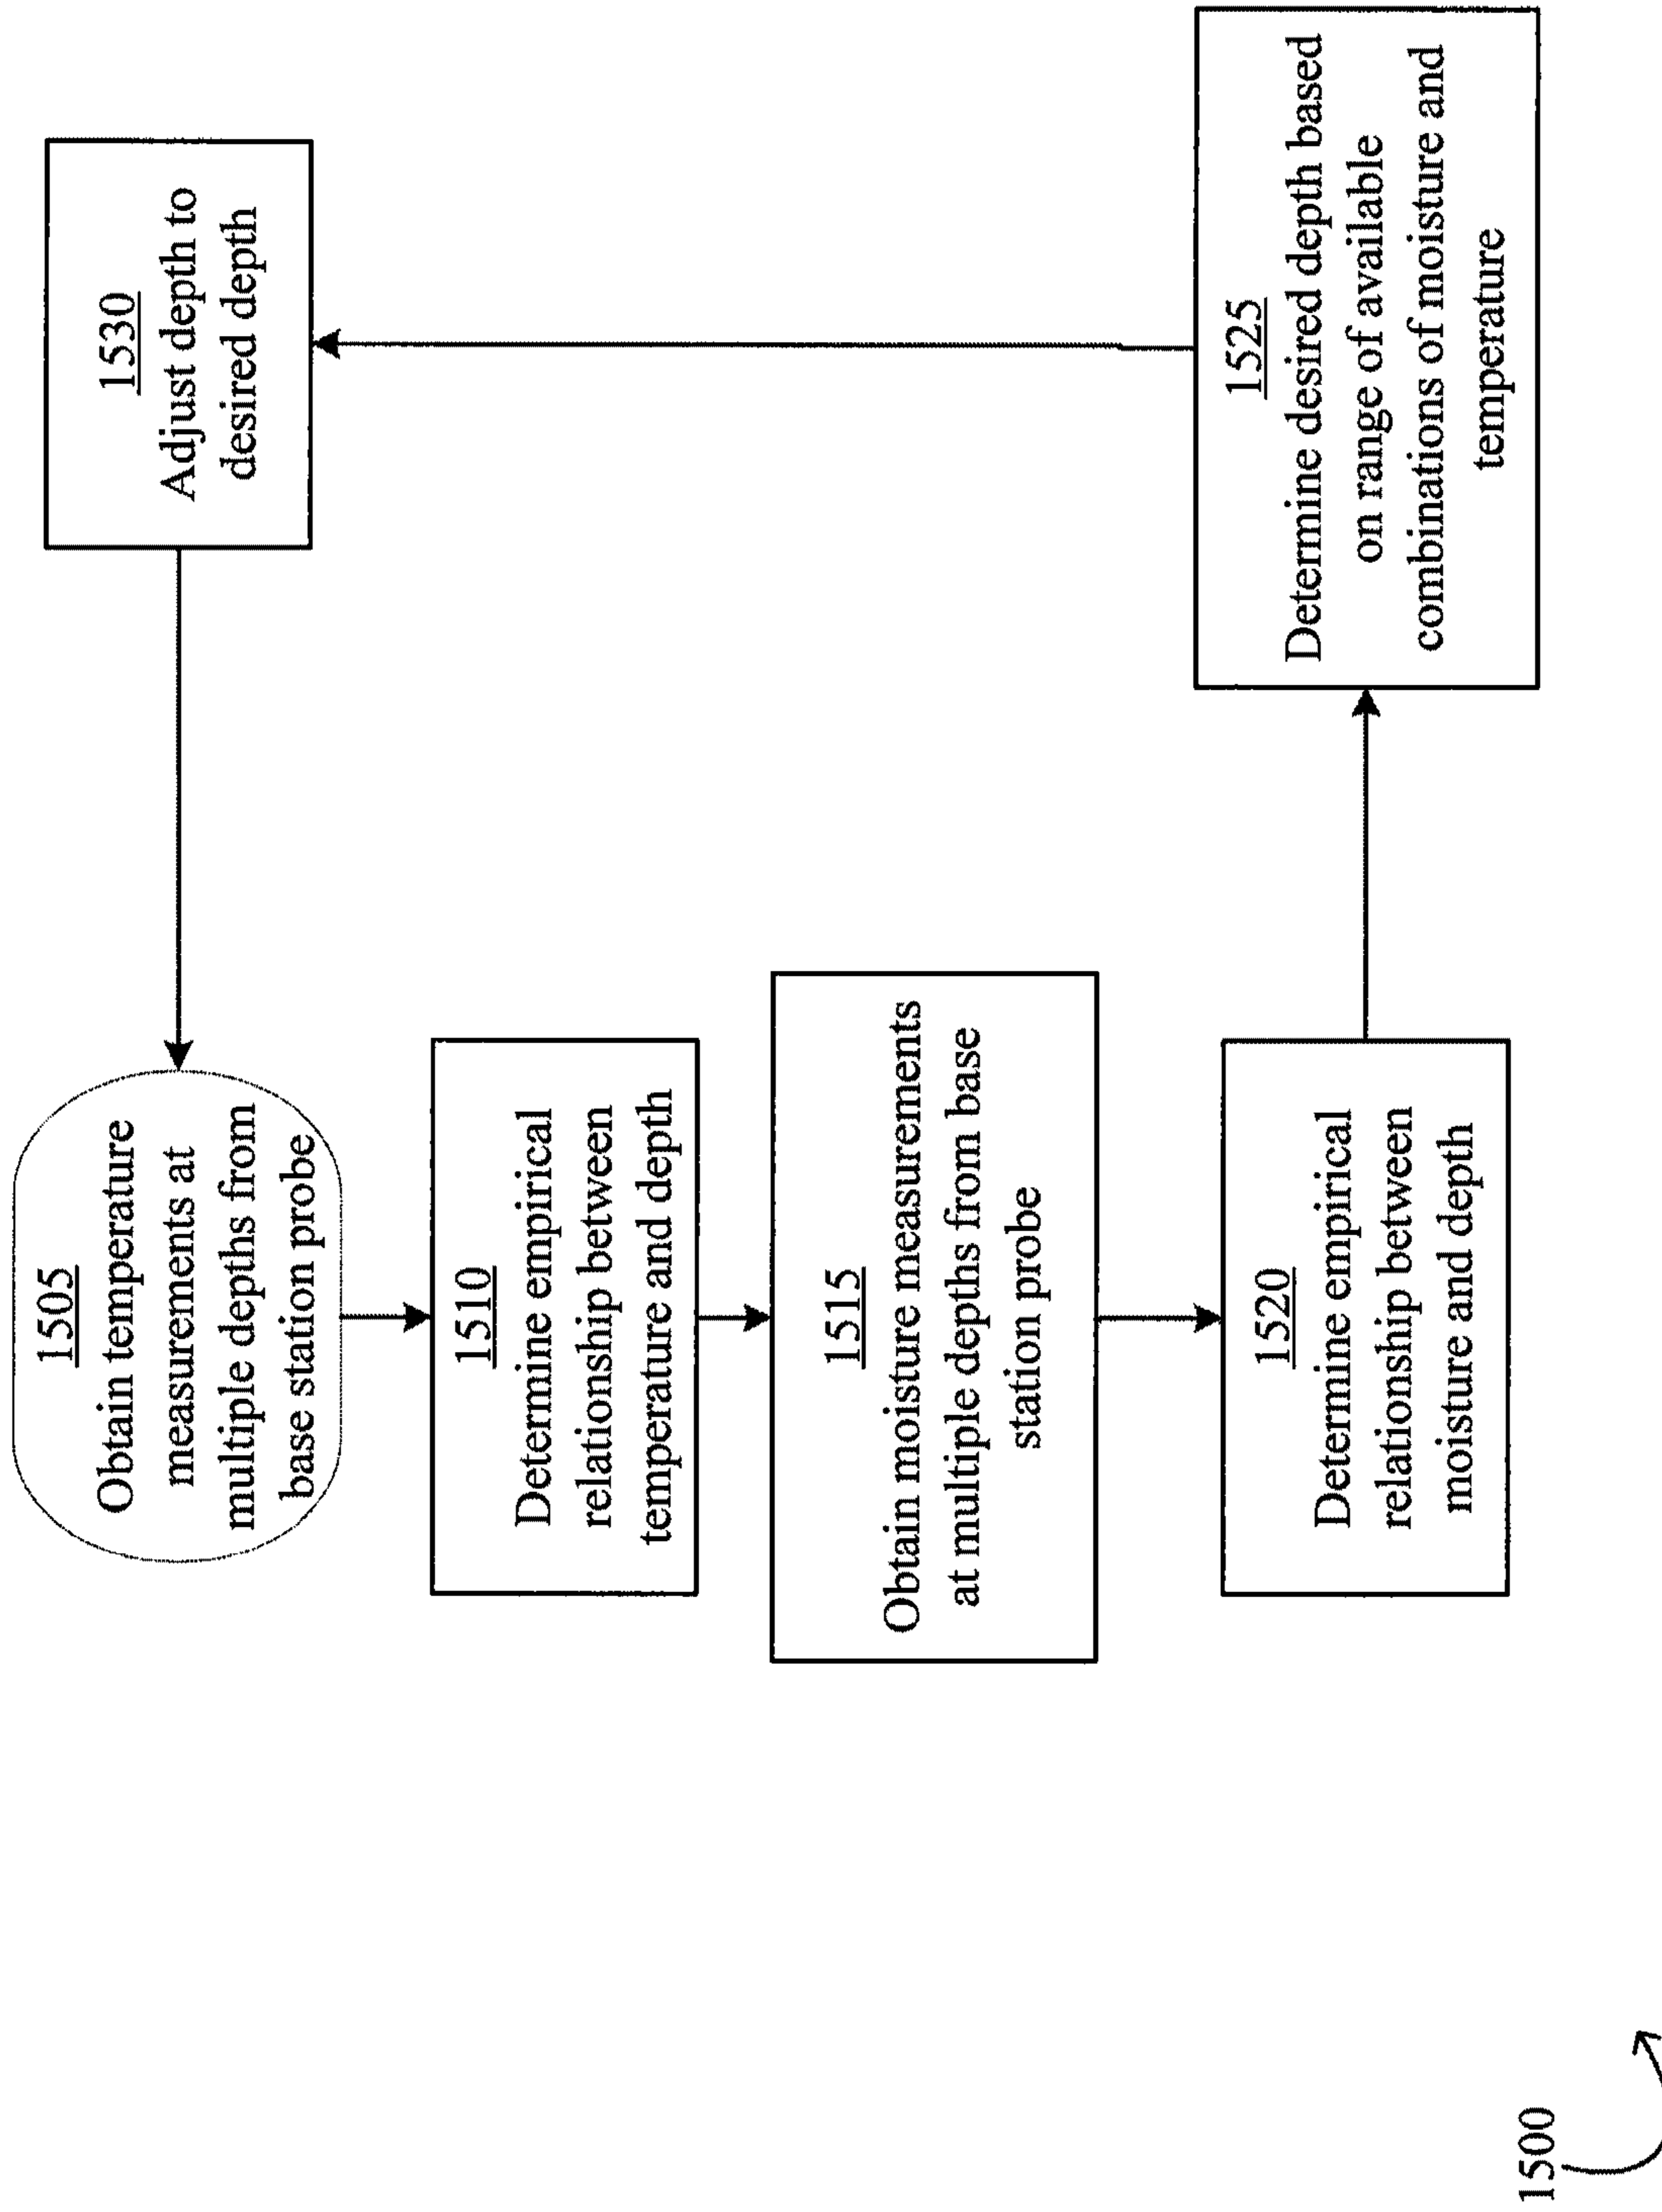 1505
Obtain temperature
measurements at
multiple depths from
base station probe
1510
Determine empirical
relationship between
temperature and depth
1515
Obtain moisture measurements
at multiple depths from base
station probe
1520
Determine empirical
relationship between
moisture and depth
1525
Determine desired depth based
on range of available
combinations of moisture and
temperature
1530
Adjust depth to
desired depth
1500